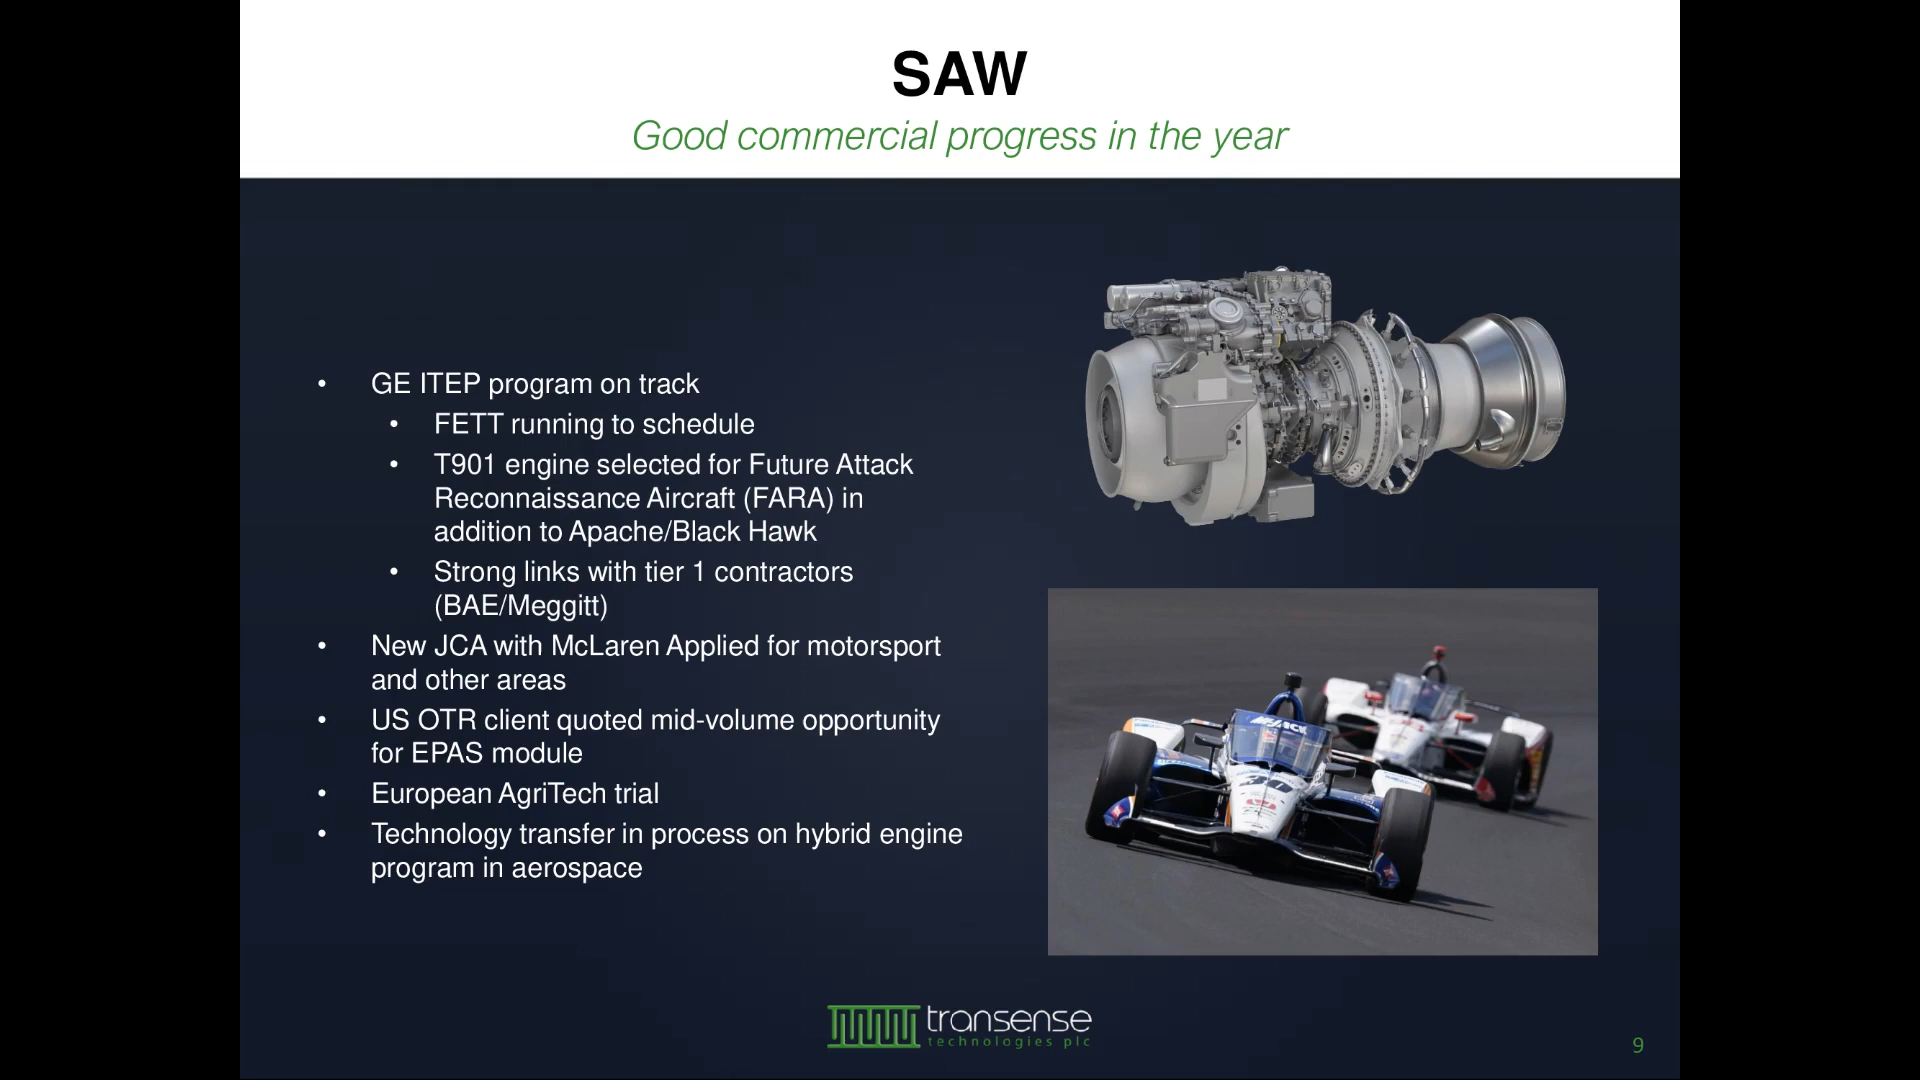 SAW
Good commercial progress in the year
• GE ITEP program on track
• FETT running to schedule
• T901 engine selected for Future Attack
Reconnaissance Aircraft (FARA) in
addition to Apache/Black Hawk
• Strong links with tier 1 contractors
(BAE/Meggitt)
• New JCA with McLaren Applied for motorsport
and other areas
• US OTR client quoted mid-volume opportunity
for EPAS module
• European AgriTech trial
• Technology transfer in process on hybrid engine
program in aerospace
transense
technologies plc
9